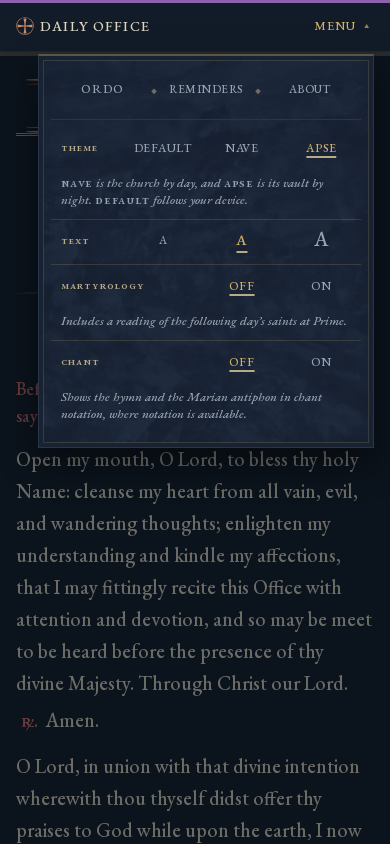 DAILY OFFICE
MENU
ORDO REMINDERS ABOUT
THEME DEFAULT NAVE APSE
NAVE is the church by day, and APSE is its vault by
night. DEFAULT follows your device.
TEXT A A A
MARTYROLOGY OFF ON
Includes a reading of the following day's saints at Prime.
CHANT OFF ON
Shows the hymn and the Marian antiphon in chant
notation, where notation is available.
Open my mouth, O Lord, to bless thy holy
Name: cleanse my heart from all vain, evil,
and wandering thoughts; enlighten my
understanding and kindle my affections,
that I may fittingly recite this Office with
attention and devotion, and so may be meet
to be heard before the presence of thy
divine Majesty. Through Christ our Lord.
℟. Amen.
O Lord, in union with that divine intention
wherewith thou thyself didst offer thy
praises to God while upon the earth, I now